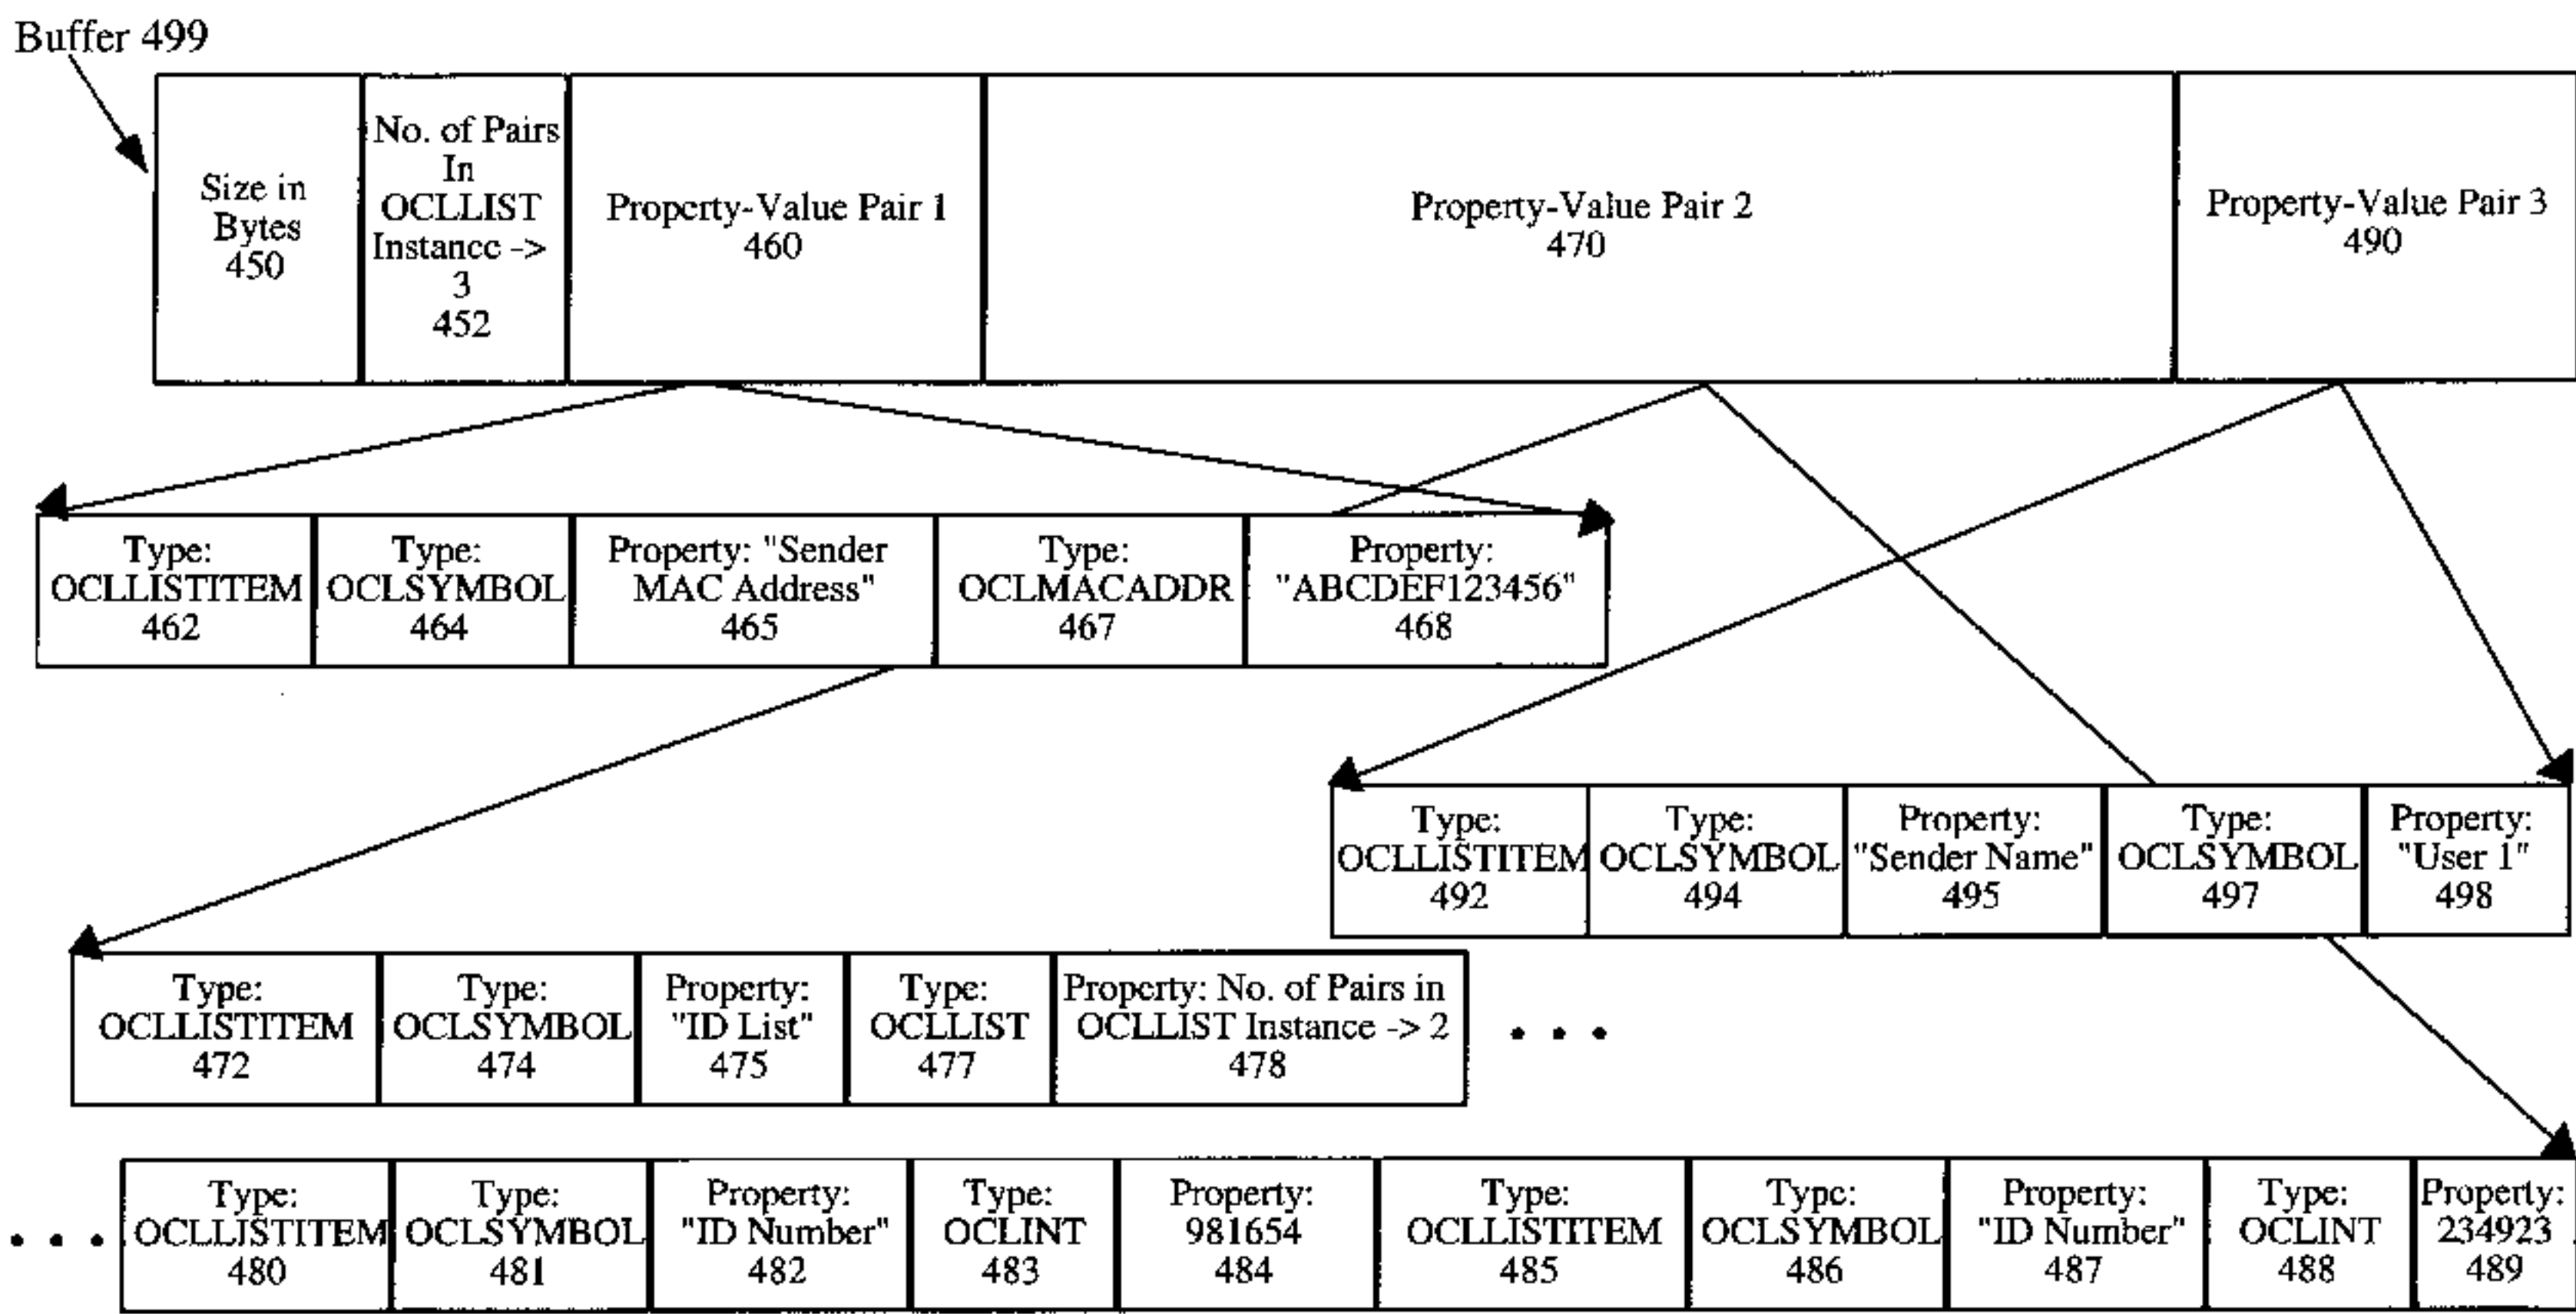 Buffer 499
Size in
Bytes
450
No. of Pairs
In
OCLLIST
Instance ->
3
452
Property-Value Pair 1
460
Property-Value Pair 2
470
Property-Value Pair 3
490
Type:
OCLLISTITEM
462
Type:
OCLSYMBOL
464
Property: "Sender
MAC Address"
465
Type:
OCLMACADDR
467
Property:
"ABCDEF123456"
468
Type:
OCLLISTITEM
492
Type:
OCLSYMBOL
494
Property:
"Sender Name"
495
Type:
OCLSYMBOL
497
Property:
"User 1"
498
Type:
OCLLISTITEM
472
Type:
OCLSYMBOL
474
Property:
"ID List"
475
Type:
OCLLIST
477
Property: No. of Pairs in
OCLLIST Instance -> 2
478
. . .
. . .
Type:
OCLLISTITEM
480
Type:
OCLSYMBOL
481
Property:
"ID Number"
482
Type:
OCLINT
483
Property:
981654
484
Type:
OCLLISTITEM
485
Type:
OCLSYMBOL
486
Property:
"ID Number"
487
Type:
OCLINT
488
Property:
234923
489